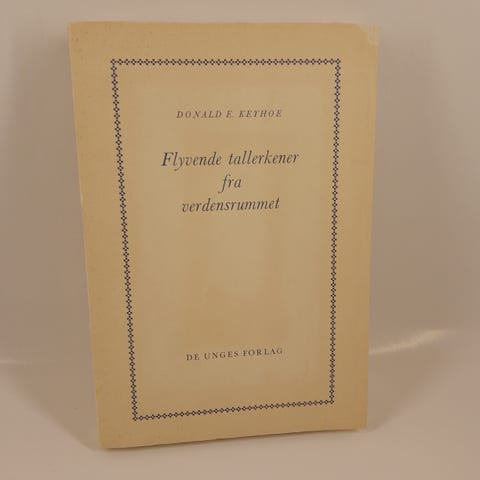 DONALD E. KEYHOE
Flyvende tallerkener
fra
verdensrummet
DE UNGES FORLAG